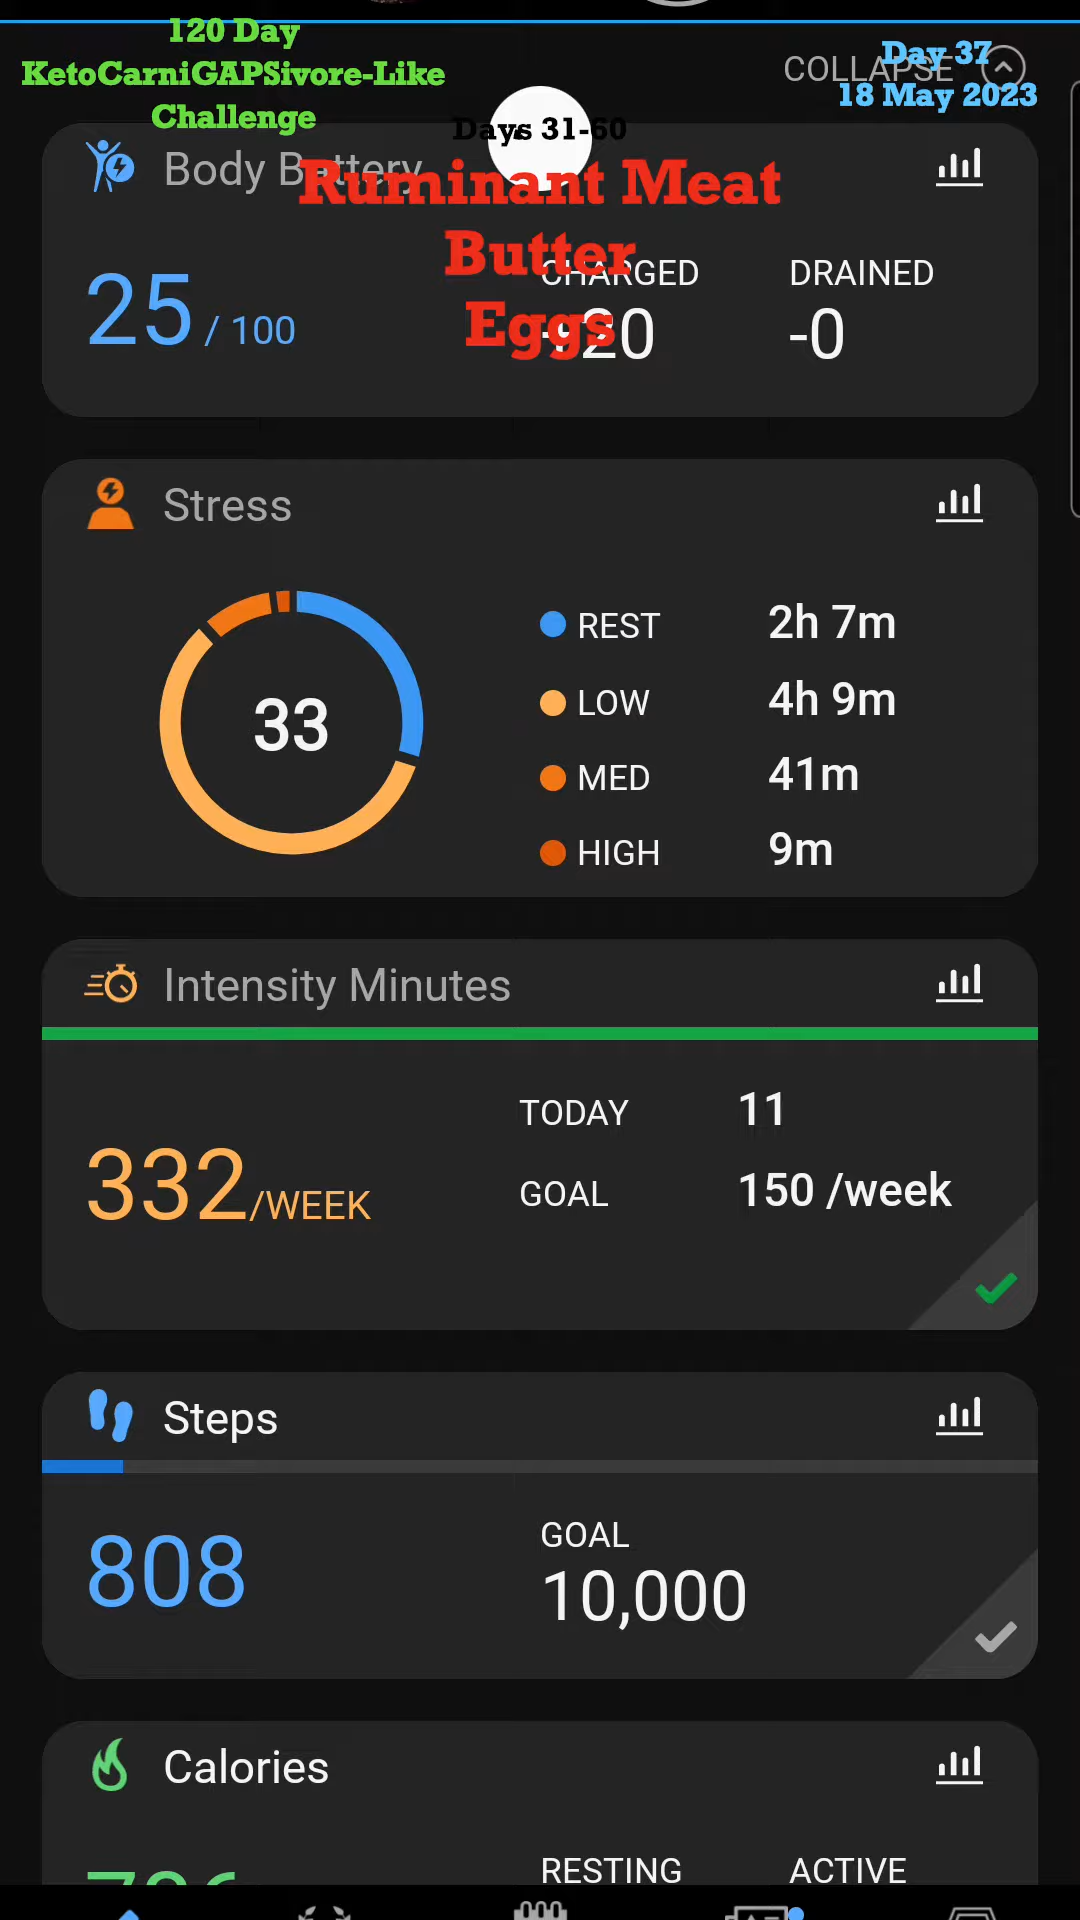 120 Day
KetoCarniGAPSivore-Like
Challenge
COLLAPSE
Day 37
18 May 2023
Days 31-60
Ruminant Meat
Butter
Eggs
Body Battery
25 / 100
CHARGED
DRAINED
+20
-0
Stress
33
REST 2h 7m
LOW 4h 9m
MED 41m
HIGH 9m
Intensity Minutes
332/WEEK
TODAY 11
GOAL 150 /week
Steps
808
GOAL
10,000
Calories
RESTING
ACTIVE